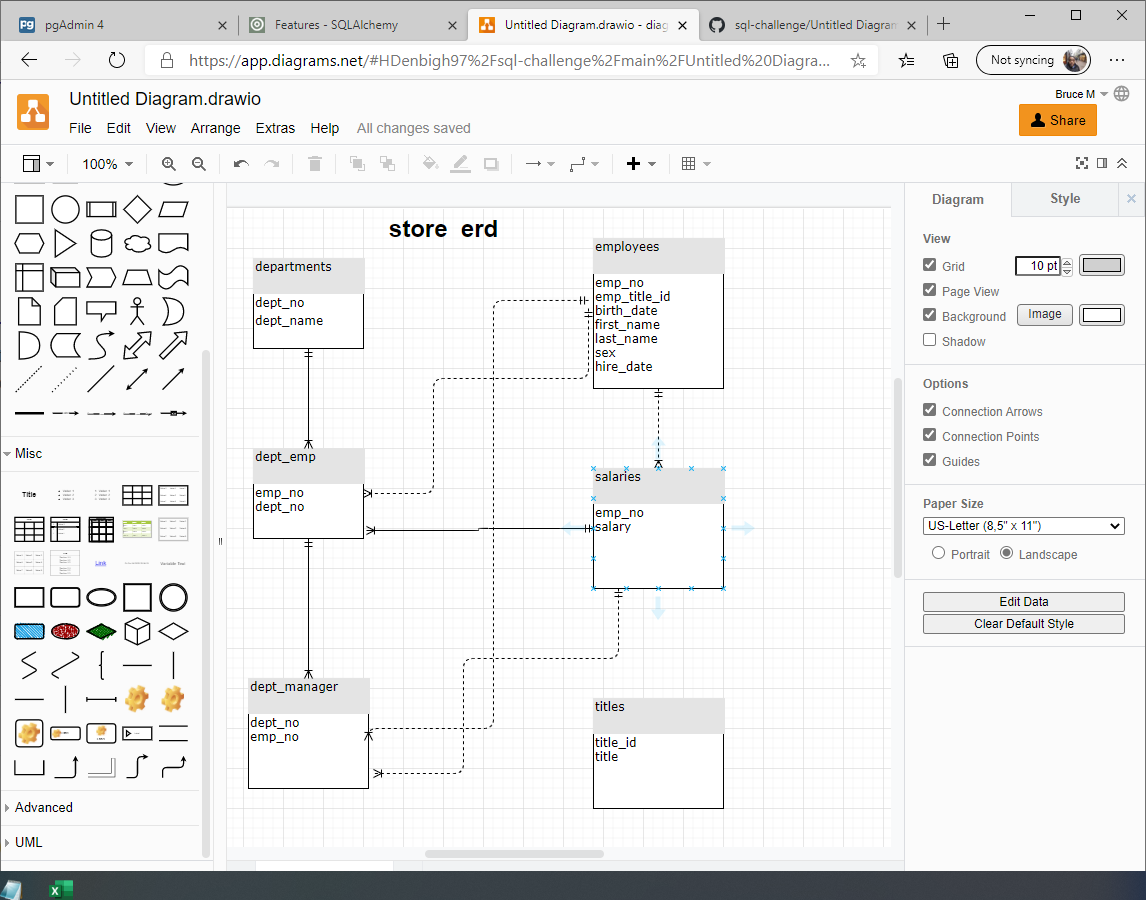 pgAdmin 4
Features - SQLAlchemy
Untitled Diagram.drawio - diag
sql-challenge/Untitled Diagram
https://app.diagrams.net/#HDenbigh97%2Fsql-challenge%2Fmain%2FUntitled%20Diagra...
Not syncing
Untitled Diagram.drawio
Bruce M
File Edit View Arrange Extras Help All changes saved
Share
100%
Misc
Title
Link
Advanced
UML
store erd
departments
dept_no
dept_name
employees
emp_no
emp_title_id
birth_date
first_name
last_name
sex
hire_date
dept_emp
emp_no
dept_no
salaries
emp_no
salary
dept_manager
dept_no
emp_no
titles
title_id
title
Diagram
Style
View
Grid
10 pt
Page View
Background
Image
Shadow
Options
Connection Arrows
Connection Points
Guides
Paper Size
US-Letter (8,5" x 11")
Portrait
Landscape
Edit Data
Clear Default Style